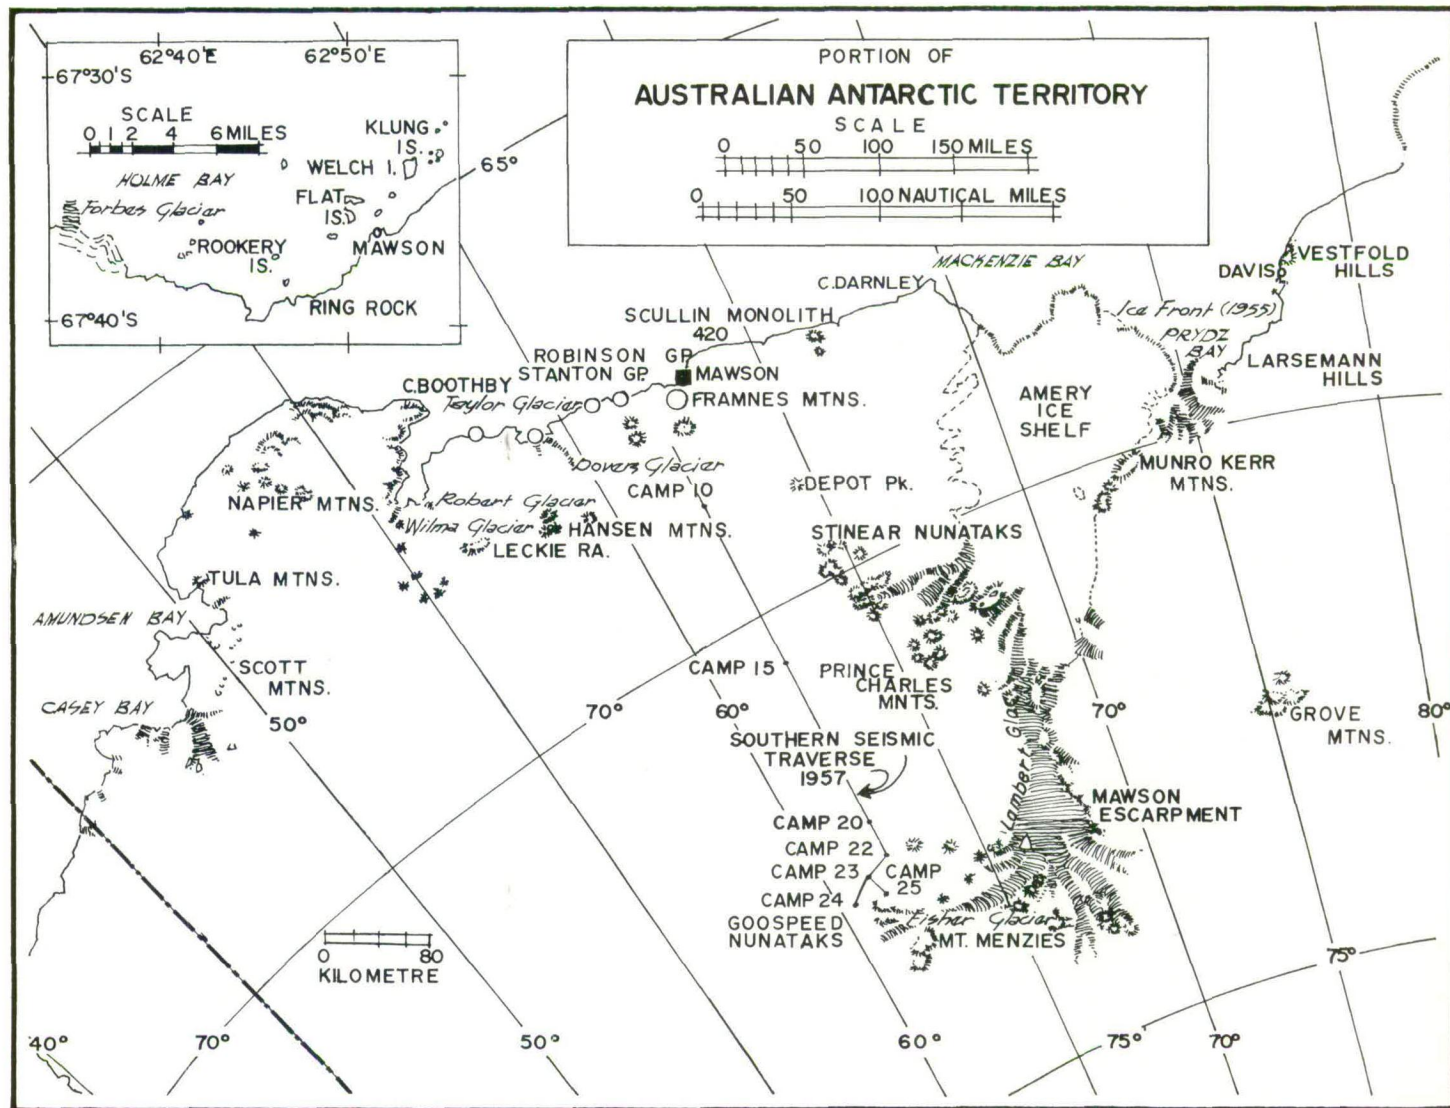 62°40'E
62°50'E
67°30'S
SCALE
0 1 2 4 6 MILES
KLUNG
IS.
WELCH I.
HOLME BAY
FLAT
IS.
Forbes Glacier
ROOKERY
IS.
MAWSON
RING ROCK
67°40'S
65°
PORTION OF
AUSTRALIAN ANTARCTIC TERRITORY
SCALE
0 50 100 150 MILES
0 50 100 NAUTICAL MILES
MACKENZIE BAY
C.DARNLEY
VESTFOLD
HILLS
DAVIS
Ice Front (1955)
PRYDZ
BAY
SCULLIN MONOLITH
420
ROBINSON GP.
STANTON GP.
MAWSON
LARSEMANN
HILLS
C.BOOTHBY
Taylor Glacier
FRAMNES MTNS.
AMERY
ICE
SHELF
Dovers Glacier
MUNRO KERR
MTNS.
CAMP 10
DEPOT Pk.
NAPIER MTNS.
Robert Glacier
Wilma Glacier
HANSEN MTNS.
LECKIE RA.
STINEAR NUNATAKS
TULA MTNS.
AMUNDSEN BAY
SCOTT
MTNS.
CAMP 15
PRINCE
CHARLES
MNTS.
CASEY BAY
50°
70°
60°
70°
GROVE
MTNS.
80°
SOUTHERN SEISMIC
TRAVERSE
1957
Lambert Glac
MAWSON
ESCARPMENT
CAMP 20
CAMP 22
CAMP 23
CAMP
25
CAMP 24
GOOSPEED
NUNATAKS
Fisher Glacier
MT. MENZIES
0 80
KILOMETRE
75°
40°
70°
50°
60°
75°
70°